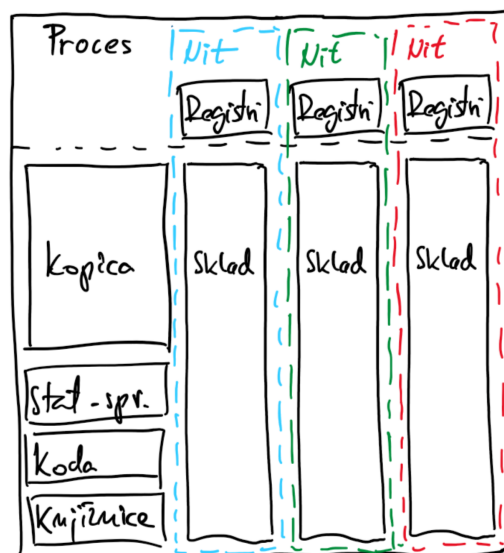 Proces
Nit
Nit
Nit
Registri
Registri
Registri
Kopica
Sklad
Sklad
Sklad
Stat. spr.
Koda
Knjižnice